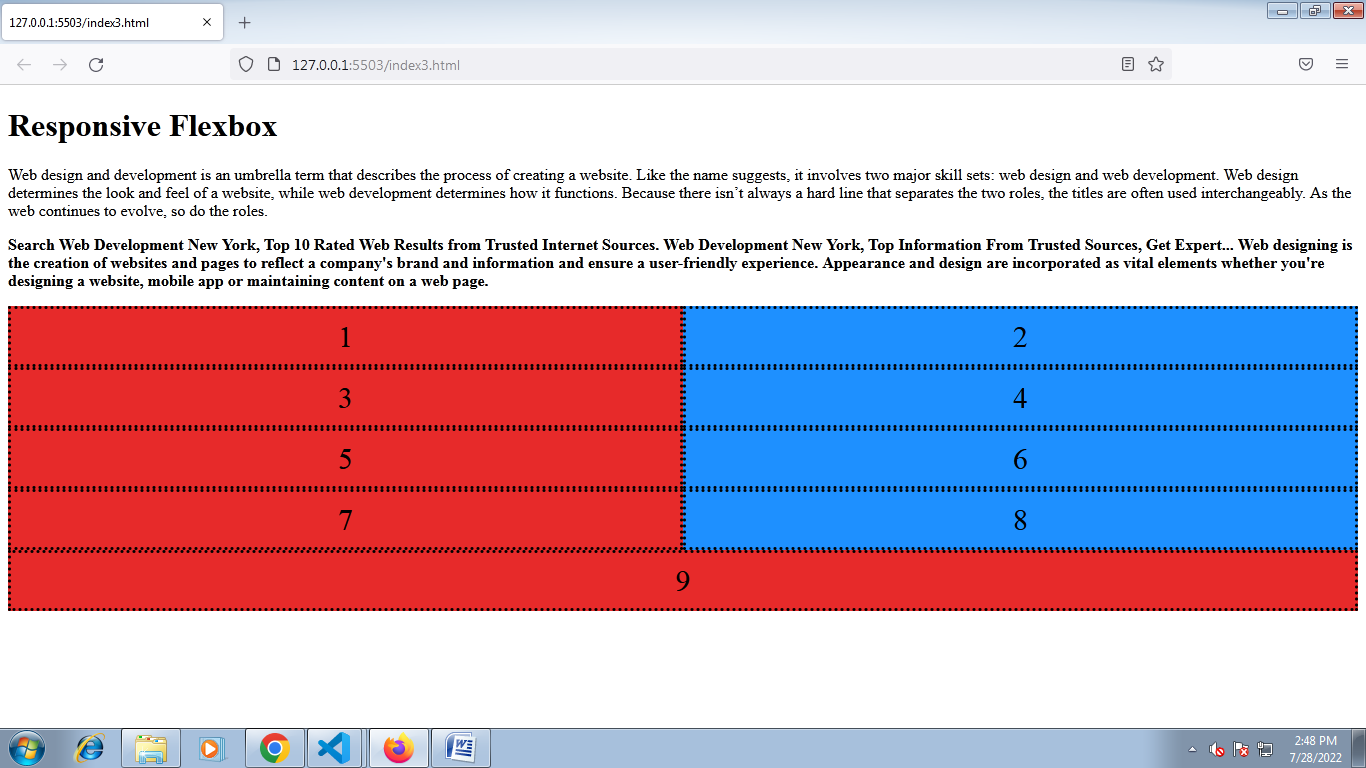 127.0.0.1:5503/index3.html
127.0.0.1:5503/index3.html
Responsive Flexbox
Web design and development is an umbrella term that describes the process of creating a website. Like the name suggests, it involves two major skill sets: web design and web development. Web design
determines the look and feel of a website, while web development determines how it functions. Because there isn’t always a hard line that separates the two roles, the titles are often used interchangeably. As the
web continues to evolve, so do the roles.
Search Web Development New York, Top 10 Rated Web Results from Trusted Internet Sources. Web Development New York, Top Information From Trusted Sources, Get Expert... Web designing is
the creation of websites and pages to reflect a company's brand and information and ensure a user-friendly experience. Appearance and design are incorporated as vital elements whether you're
designing a website, mobile app or maintaining content on a web page.
1 2
3 4
5 6
7 8
9
2:48 PM
7/28/2022